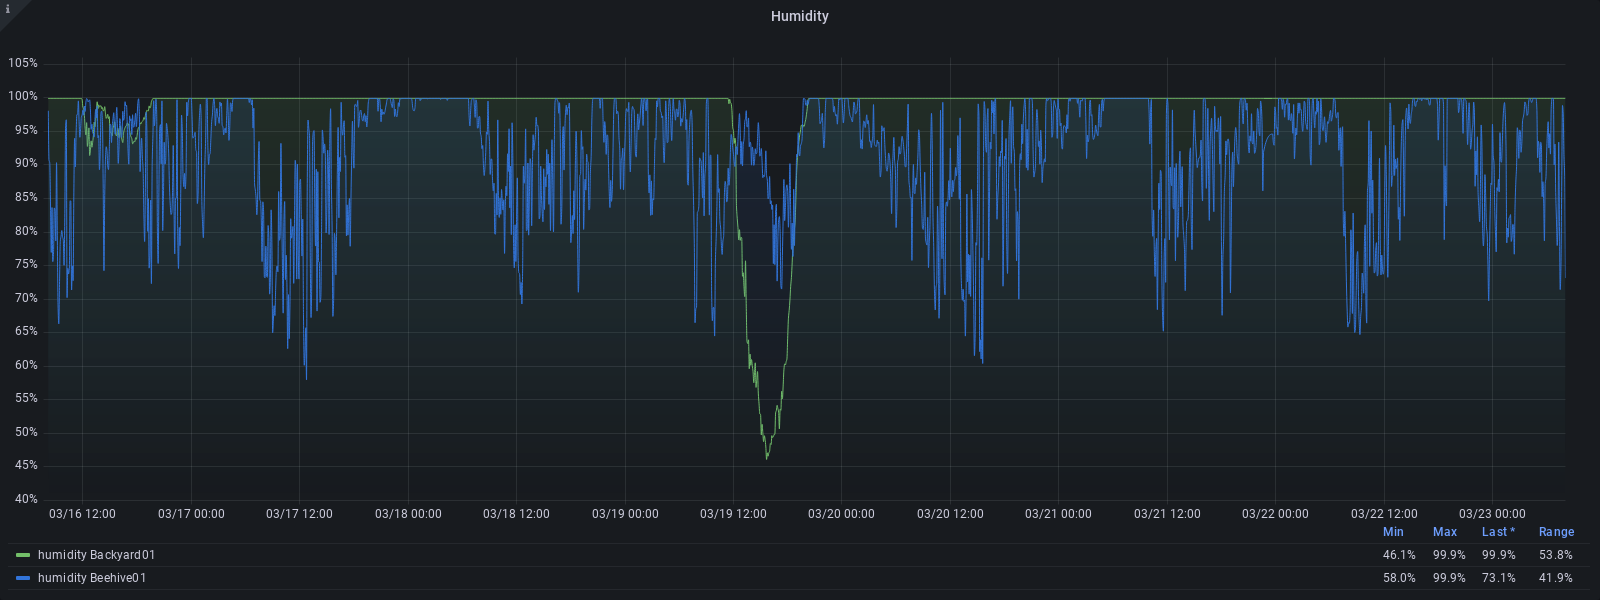 i
Humidity
105%
100%
95%
90%
85%
80%
75%
70%
65%
60%
55%
50%
45%
40%
03/16 12:00 03/17 00:00 03/17 12:00 03/18 00:00 03/18 12:00 03/19 00:00 03/19 12:00 03/20 00:00 03/20 12:00 03/21 00:00 03/21 12:00 03/22 00:00 03/22 12:00 03/23 00:00
Min Max Last * Range
humidity Backyard01 46.1% 99.9% 99.9% 53.8%
humidity Beehive01 58.0% 99.9% 73.1% 41.9%